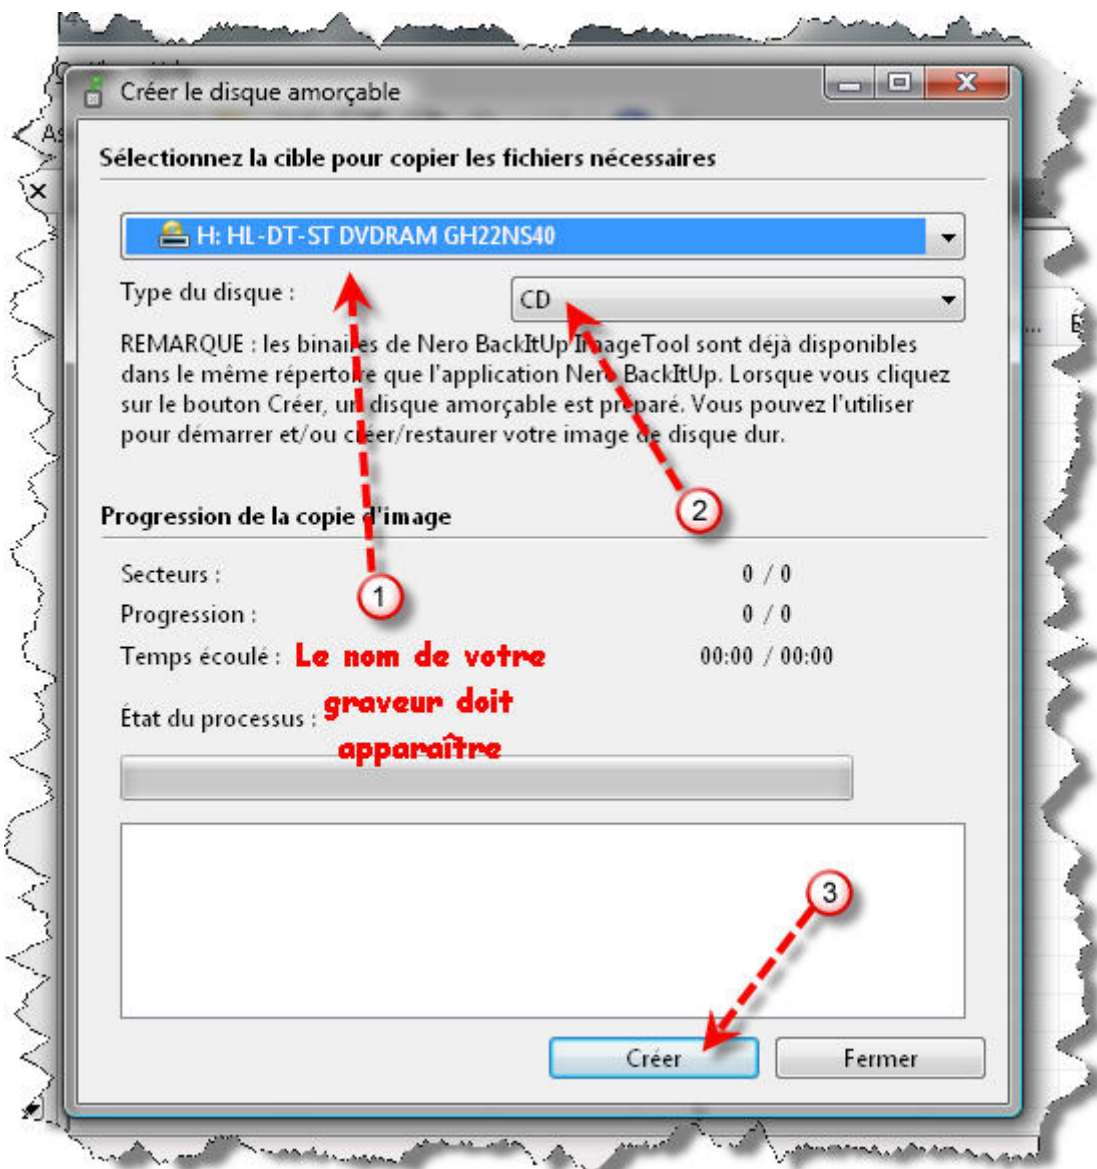 Créer le disque amorçable
Sélectionnez la cible pour copier les fichiers nécessaires
H: HL-DT-ST DVDRAM GH22NS40
Type du disque :
CD
REMARQUE : les binaires de Nero BackItUp ImageTool sont déjà disponibles
dans le même répertoire que l'application Nero BackItUp. Lorsque vous cliquez
sur le bouton Créer, un disque amorçable est préparé. Vous pouvez l'utiliser
pour démarrer et/ou créer/restaurer votre image de disque dur.
2
Progression de la copie d'image
Secteurs : 0 / 0
1
Progression : 0 / 0
Temps écoulé : 00:00 / 00:00
Le nom de votre
graveur doit
apparaître
État du processus :
3
Créer
Fermer